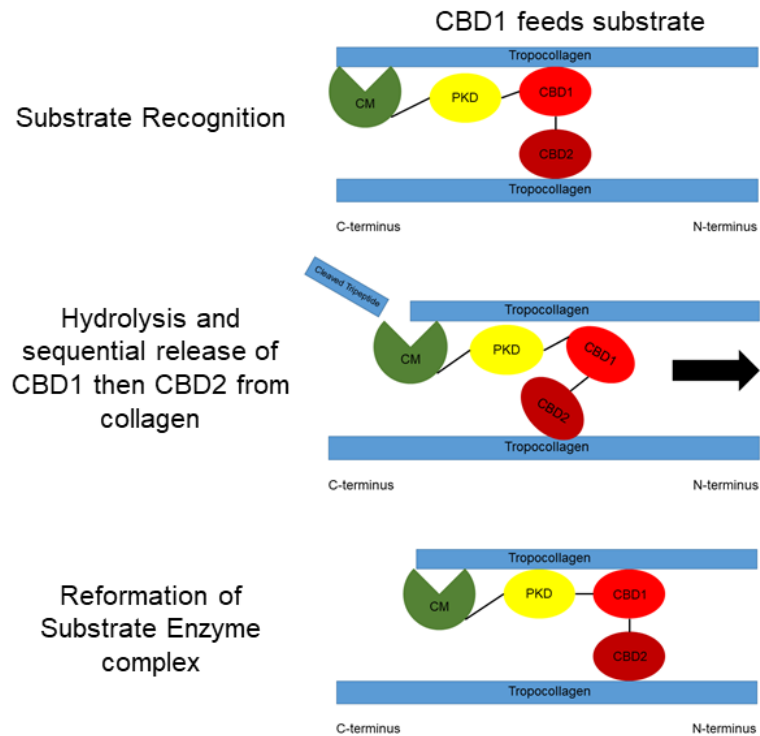 CBD1 feeds substrate
Tropocollagen
CM
PKD
CBD1
Substrate Recognition
CBD2
Tropocollagen
C-terminus
N-terminus
Cleaved Tripeptide
Tropocollagen
Hydrolysis and
sequential release of
CBD1 then CBD2 from
collagen
CM
PKD
CBD1
CBD2
Tropocollagen
C-terminus
N-terminus
Tropocollagen
Reformation of
Substrate Enzyme
complex
CM
PKD
CBD1
CBD2
Tropocollagen
C-terminus
N-terminus